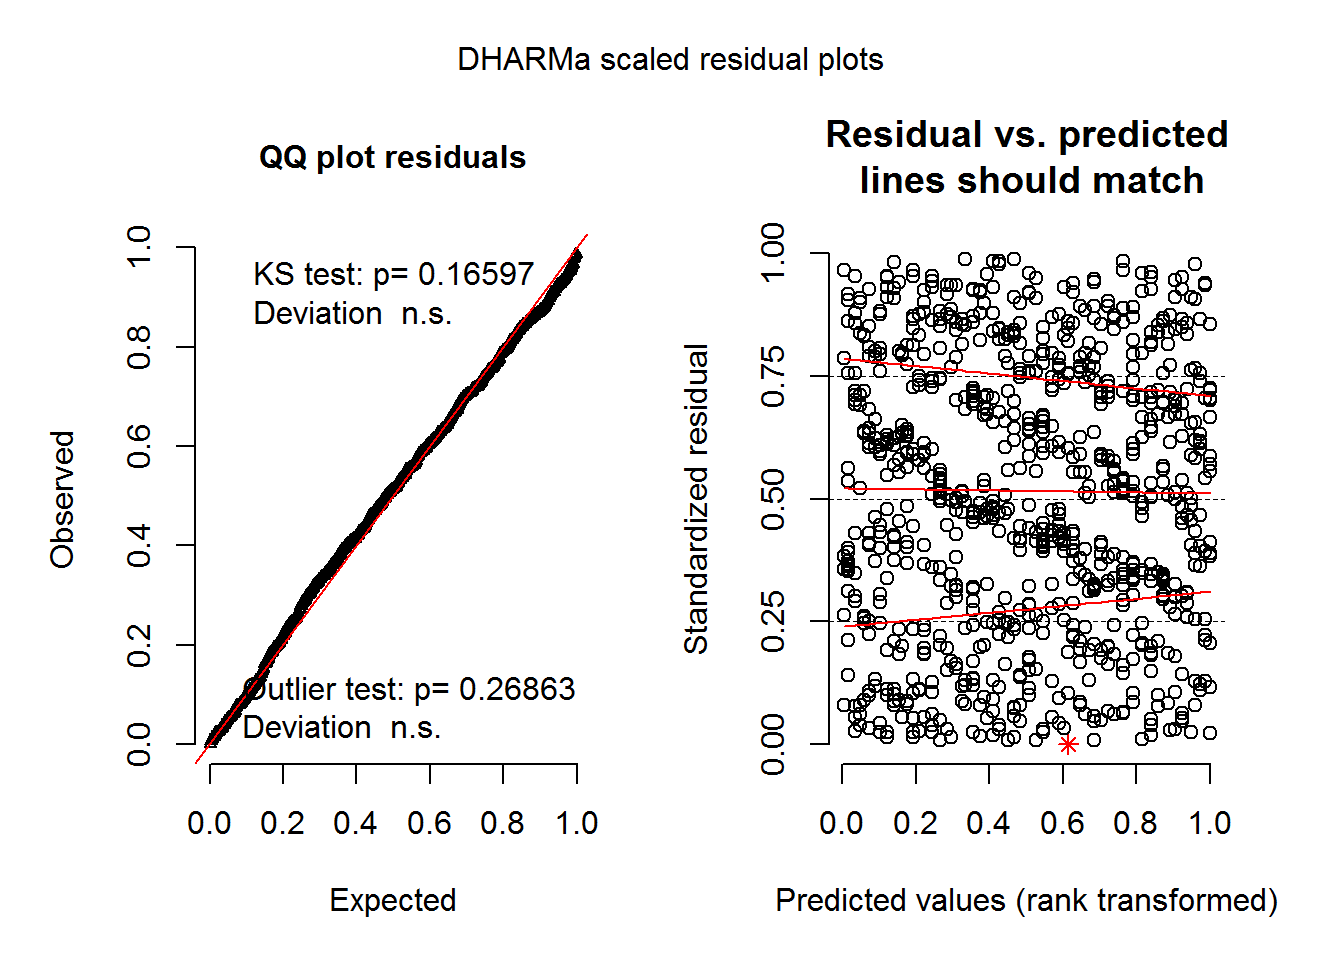 DHARMa scaled residual plots
QQ plot residuals
KS test: p= 0.16597
Deviation  n.s.
Outlier test: p= 0.26863
Deviation  n.s.
Observed
0.0 0.2 0.4 0.6 0.8 1.0
0.0 0.2 0.4 0.6 0.8 1.0
Expected
Residual vs. predicted
lines should match
Standardized residual
0.00 0.25 0.50 0.75 1.00
0.0 0.2 0.4 0.6 0.8 1.0
Predicted values (rank transformed)